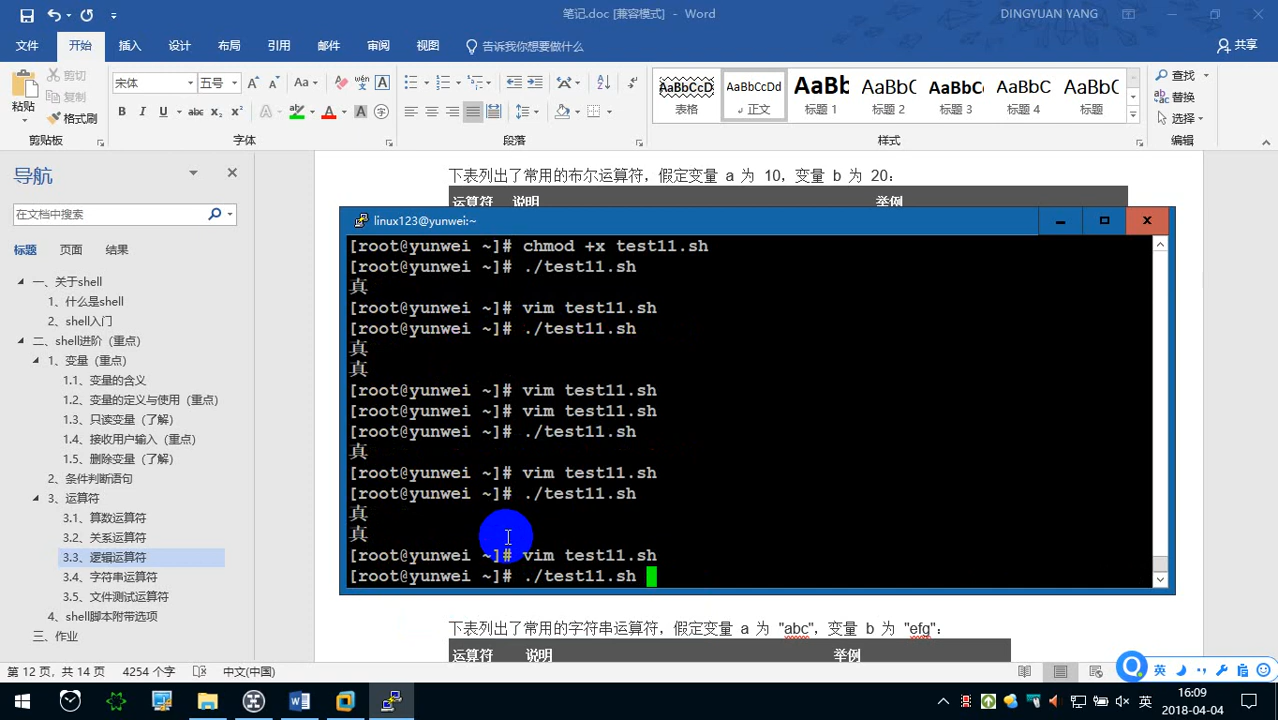 笔记.doc [兼容模式] - Word
DINGYUAN YANG
文件 开始 插入 设计 布局 引用 邮件 审阅 视图 告诉我你想要做什么 共享
粘贴
剪切
复制
格式刷
宋体 五号
AaBbCcD AaBbCcDd AaBb AaBbC AaBbC AaBbC AaBbC
表格 正文 标题 1 标题 2 标题 3 标题 4 标题
查找
替换
选择
剪贴板 字体 段落 样式 编辑
导航
在文档中搜索
标题 页面 结果
一、关于shell
1、什么是shell
2、shell入门
二、shell进阶（重点）
1、变量（重点）
1.1、变量的含义
1.2、变量的定义与使用（重点）
1.3、只读变量（了解）
1.4、接收用户输入（重点）
1.5、删除变量（了解）
2、条件判断语句
3、运算符
3.1、算数运算符
3.2、关系运算符
3.3、逻辑运算符
3.4、字符串运算符
3.5、文件测试运算符
4、shell脚本附带选项
三、作业
下表列出了常用的布尔运算符，假定变量 a 为 10，变量 b 为 20：
运算符 说明 举例
linux123@yunwei:~
[root@yunwei ~]# chmod +x test11.sh
[root@yunwei ~]# ./test11.sh
真
[root@yunwei ~]# vim test11.sh
[root@yunwei ~]# ./test11.sh
真
真
[root@yunwei ~]# vim test11.sh
[root@yunwei ~]# vim test11.sh
[root@yunwei ~]# ./test11.sh
真
[root@yunwei ~]# vim test11.sh
[root@yunwei ~]# ./test11.sh
真
真
[root@yunwei ~]# vim test11.sh
[root@yunwei ~]# ./test11.sh
下表列出了常用的字符串运算符，假定变量 a 为 "abc"，变量 b 为 "efg"：
运算符 说明 举例
第 12 页，共 14 页 4254 个字 中文(中国)
英
英
16:09
2018-04-04